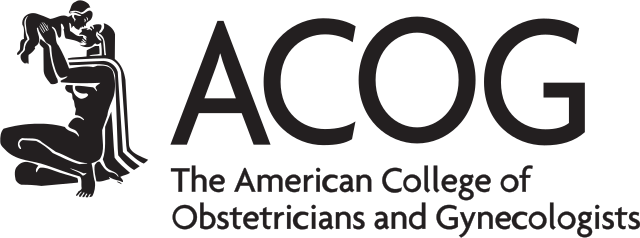 ACOG
The American College of
Obstetricians and Gynecologists